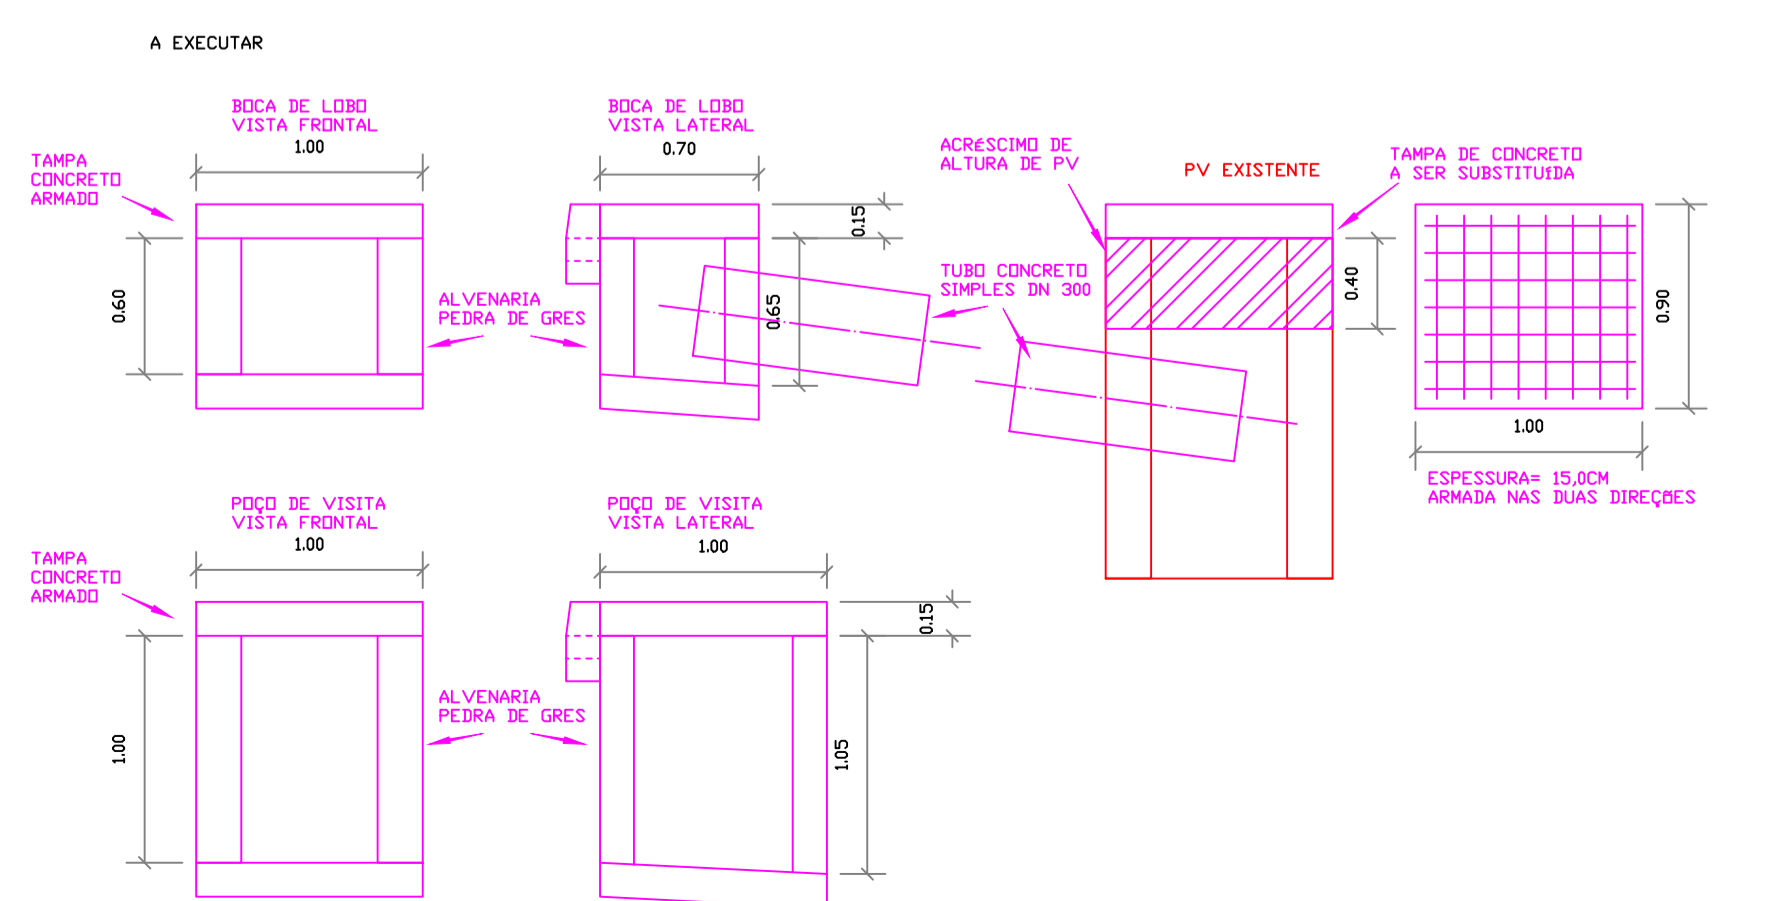 A EXECUTAR
BOCA DE LOBO
VISTA FRONTAL
1.00
TAMPA
CONCRETO
ARMADO
0.60
ALVENARIA
PEDRA DE GRES
BOCA DE LOBO
VISTA LATERAL
0.70
0.15
0.65
ACRÉSCIMO DE
ALTURA DE PV
TUBO CONCRETO
SIMPLES DN 300
PV EXISTENTE
TAMPA DE CONCRETO
A SER SUBSTITUÍDA
0.40
0.90
1.00
ESPESSURA= 15,0CM
ARMADA NAS DUAS DIREÇÕES
POÇO DE VISITA
VISTA FRONTAL
1.00
TAMPA
CONCRETO
ARMADO
1.00
ALVENARIA
PEDRA DE GRES
POÇO DE VISITA
VISTA LATERAL
1.00
0.15
1.05